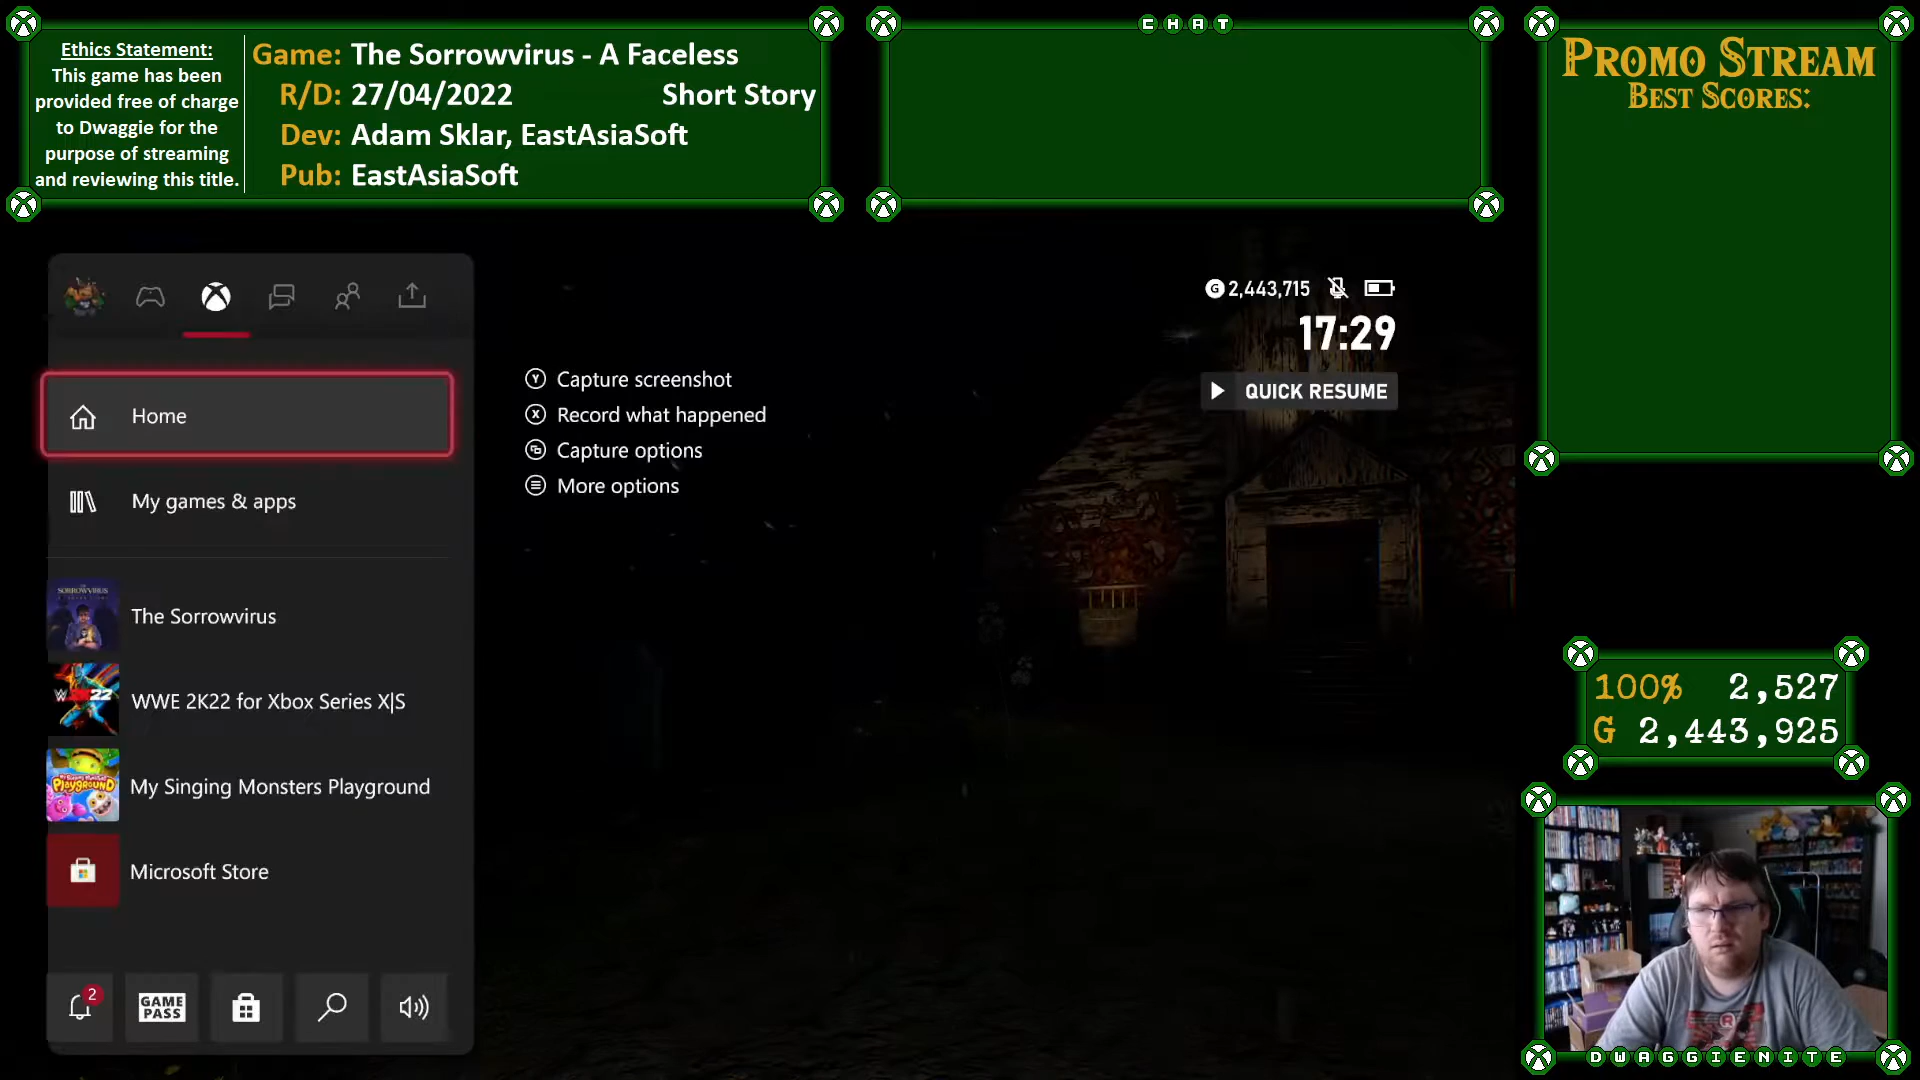 Ethics Statement:
This game has been
provided free of charge
to Dwaggie for the
purpose of streaming
and reviewing this title.
Game: The Sorrowvirus - A Faceless
R/D: 27/04/2022 Short Story
Dev: Adam Sklar, EastAsiaSoft
Pub: EastAsiaSoft
CHAT
PROMO STREAM
BEST SCORES:
G 2,443,715
17:29
QUICK RESUME
Home
My games & apps
Y Capture screenshot
X Record what happened
Capture options
More options
SORROWVIRUS
The Sorrowvirus
W 2K22
WWE 2K22 for Xbox Series X|S
PLAYGROUND
My Singing Monsters Playground
Microsoft Store
2
GAME
PASS
100% 2,527
G 2,443,925
DWAGGIENITE